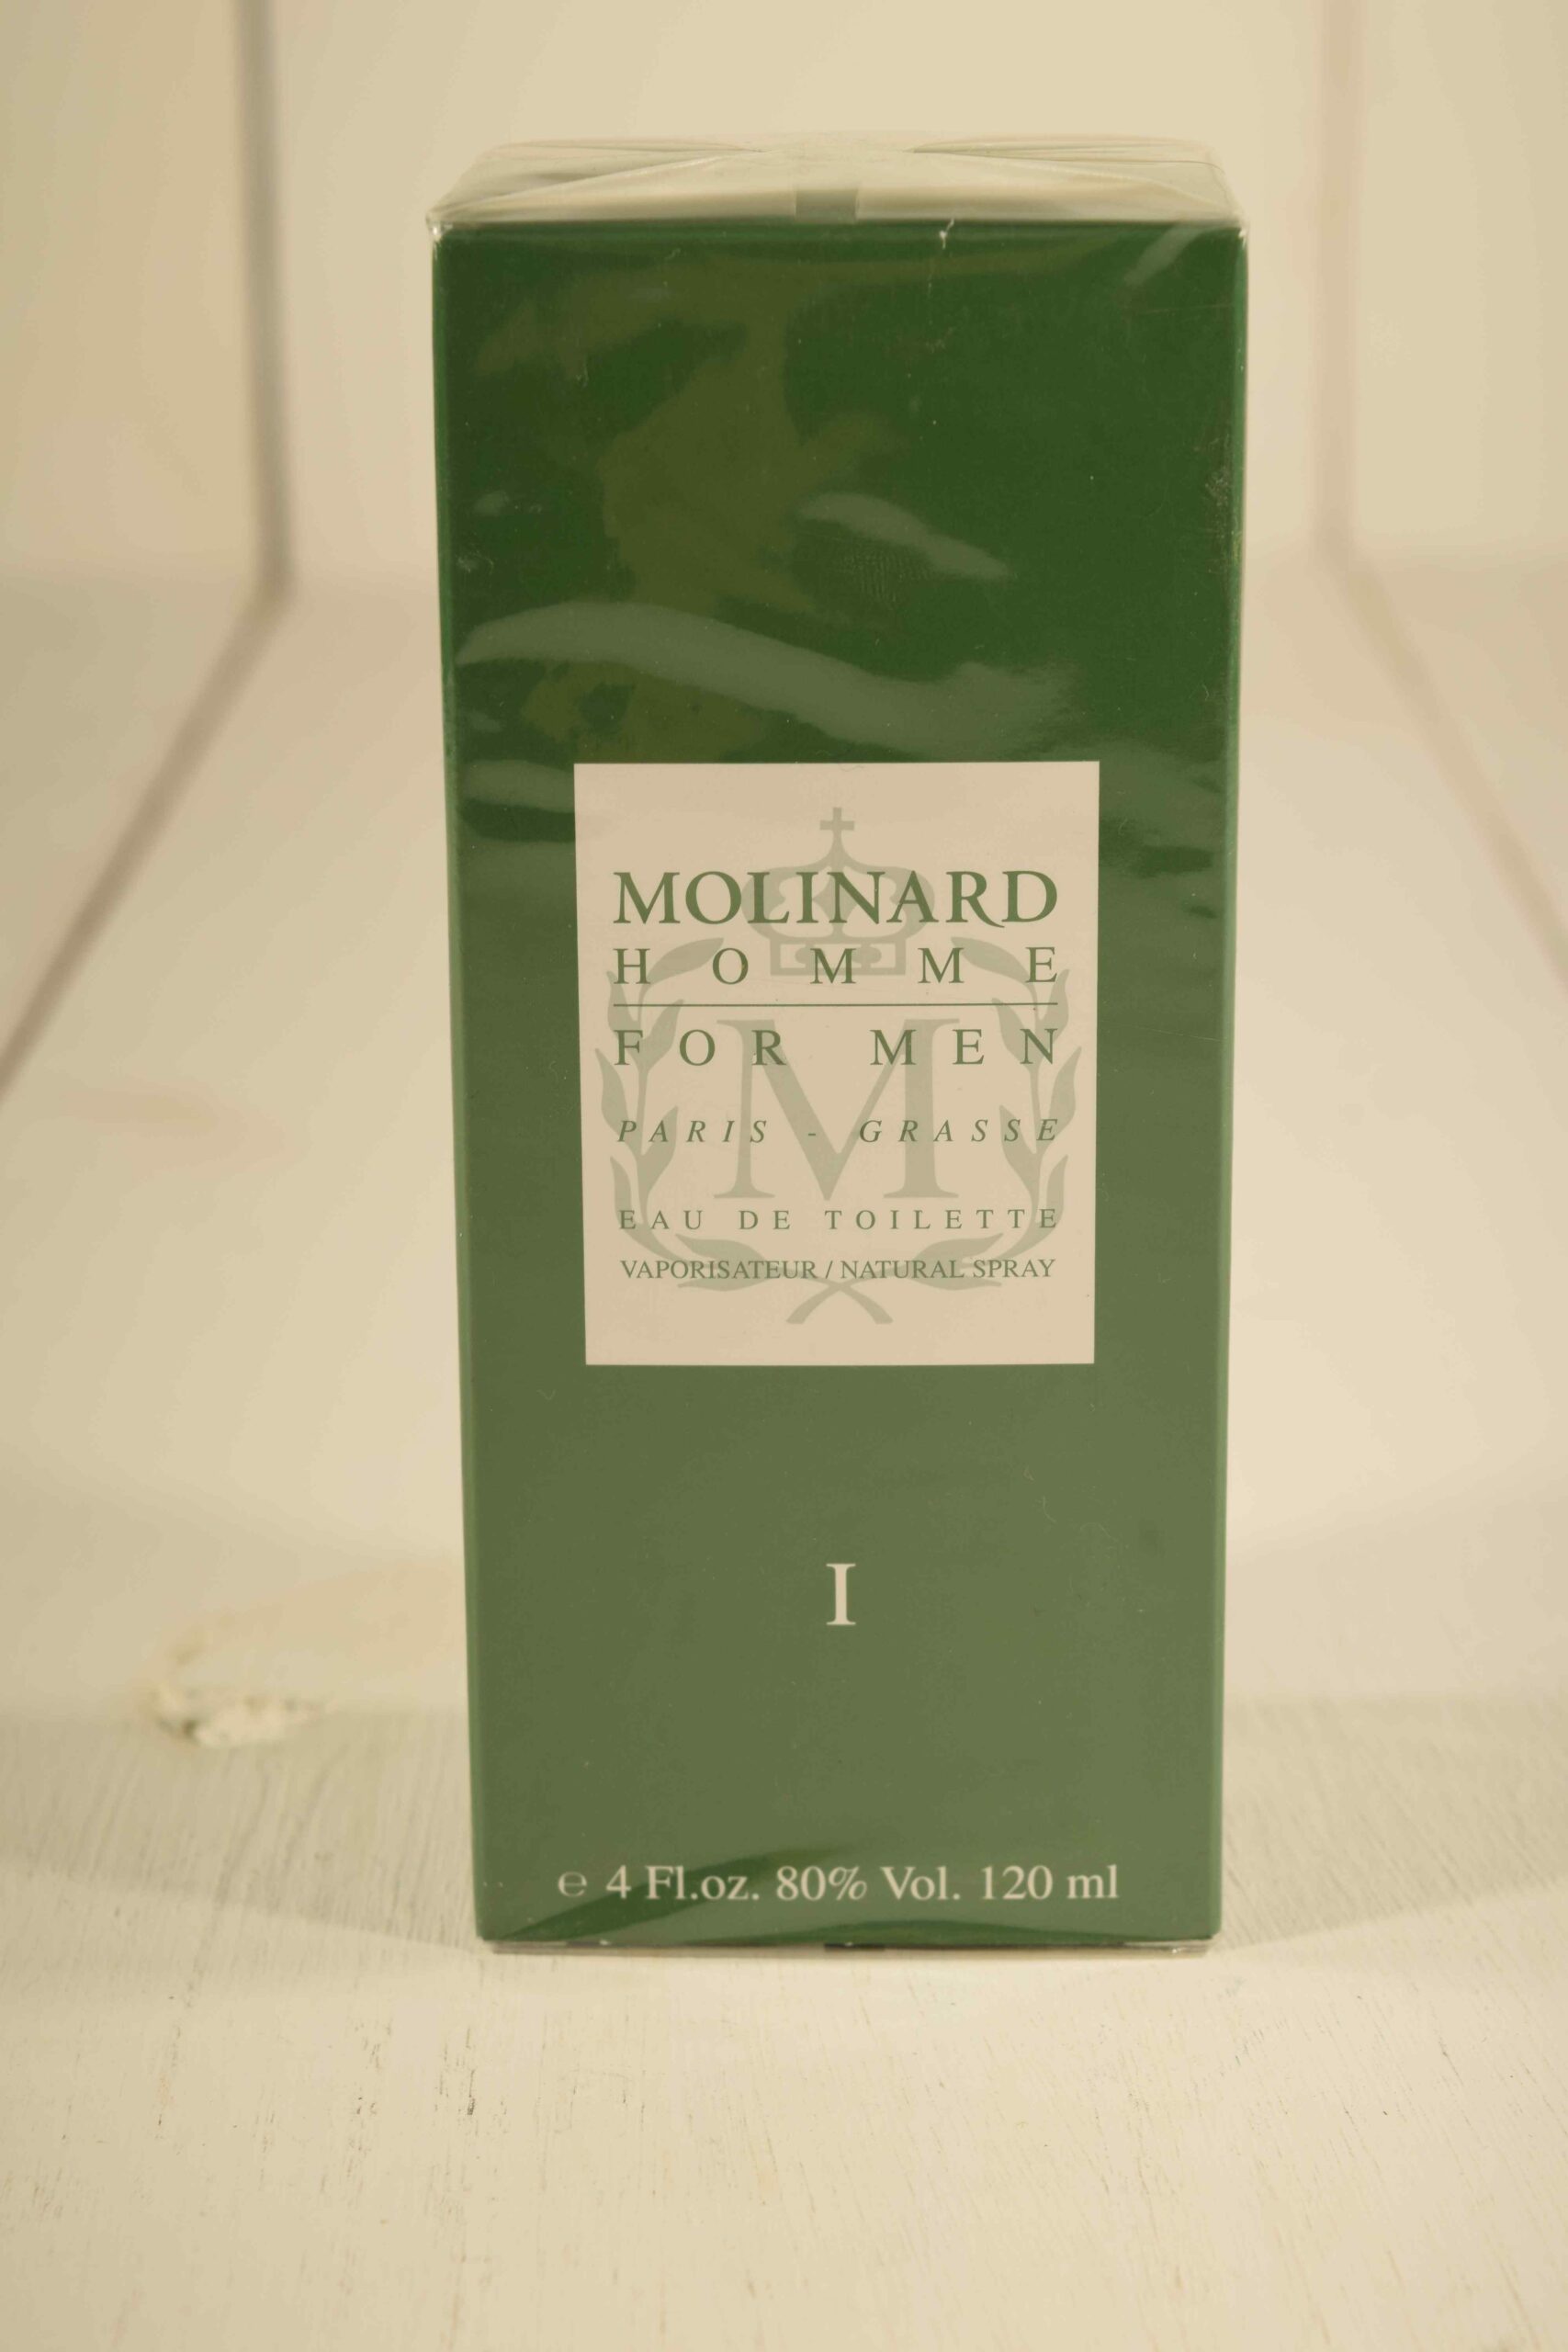 MOLINARD
HOMME
FOR MEN
PARIS - GRASSE
EAU DE TOILETTE
VAPORISATEUR / NATURAL SPRAY
M
I
℮ 4 Fl.oz. 80% Vol. 120 ml